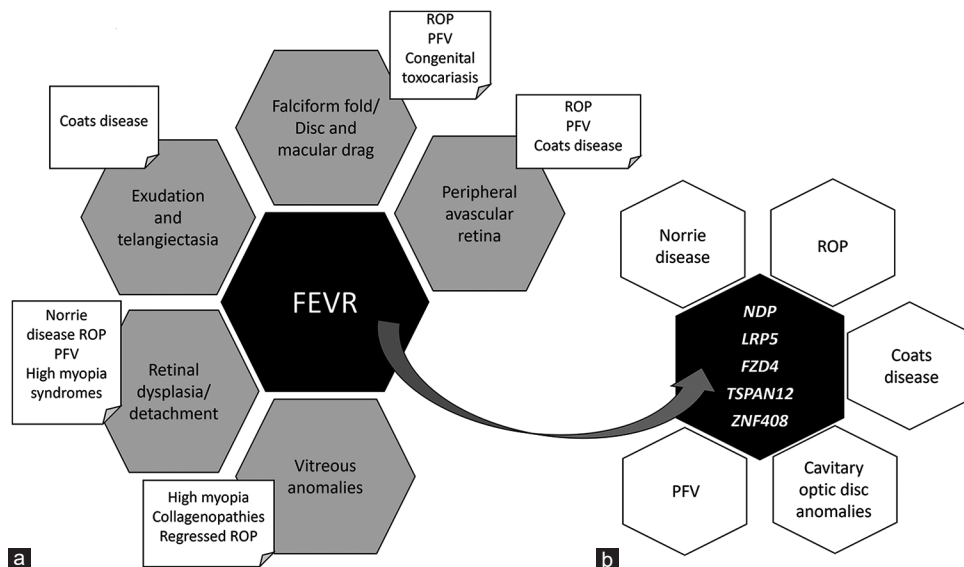 ROP
PFV
Congenital
toxocariasis
Falciform fold/
Disc and
macular drag
Coats disease
ROP
PFV
Coats disease
Exudation
and
telangiectasia
Peripheral
avascular
retina
FEVR
Norrie
disease ROP
PFV
High myopia
syndromes
Retinal
dysplasia/
detachment
Vitreous
anomalies
High myopia
Collagenopathies
Regressed ROP
a
Norrie
disease
ROP
NDP
LRP5
FZD4
TSPAN12
ZNF408
Coats
disease
PFV
Cavitary
optic disc
anomalies
b